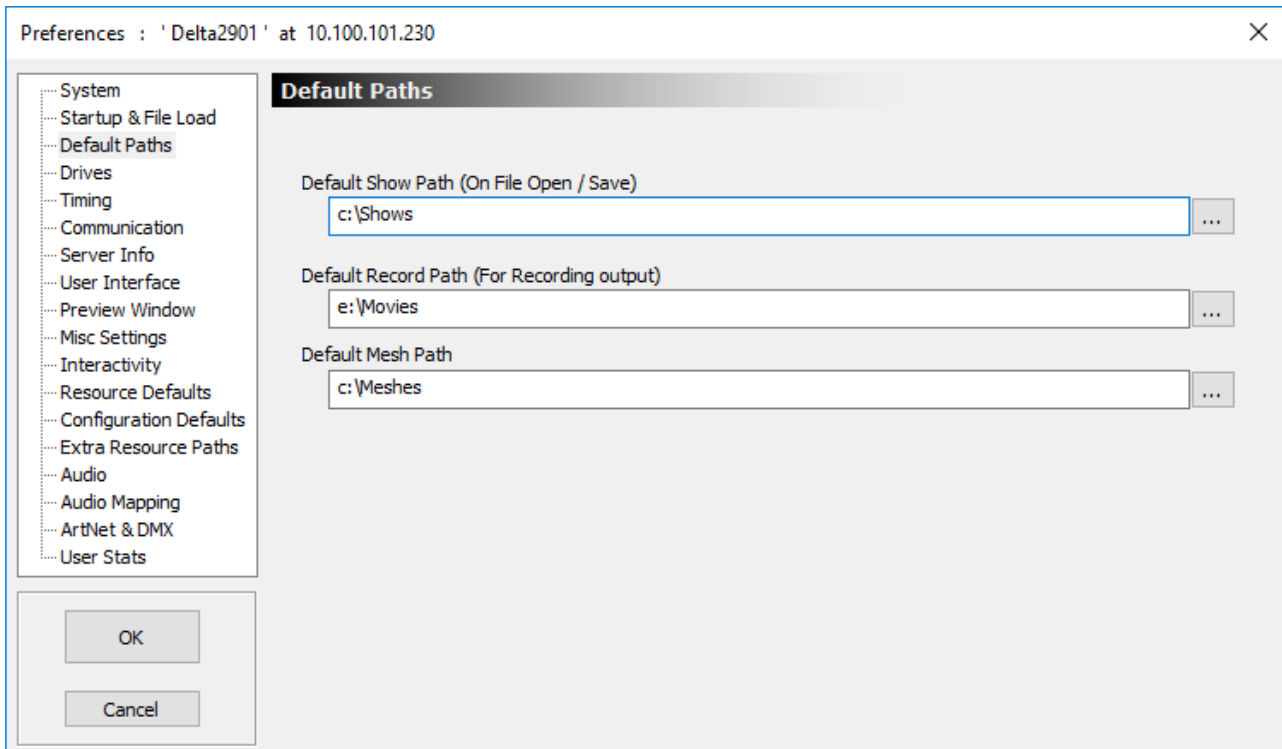 Preferences : 'Delta2901' at 10.100.101.230
System
Startup & File Load
Default Paths
Drives
Timing
Communication
Server Info
User Interface
Preview Window
Misc Settings
Interactivity
Resource Defaults
Configuration Defaults
Extra Resource Paths
Audio
Audio Mapping
ArtNet & DMX
User Stats
OK
Cancel
Default Paths
Default Show Path (On File Open / Save)
c:\Shows
...
Default Record Path (For Recording output)
e:\Movies
...
Default Mesh Path
c:\Meshes
...